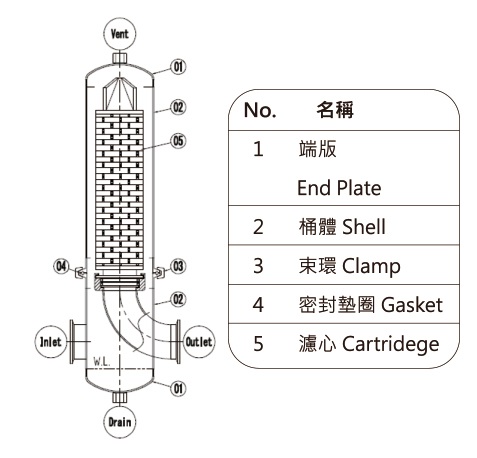 Vent
01
02
05
04
03
02
Inlet
Outlet
W.L.
01
Drain
No. 名稱
1 端版
End Plate
2 桶體 Shell
3 束環 Clamp
4 密封墊圈 Gasket
5 濾心 Cartridege